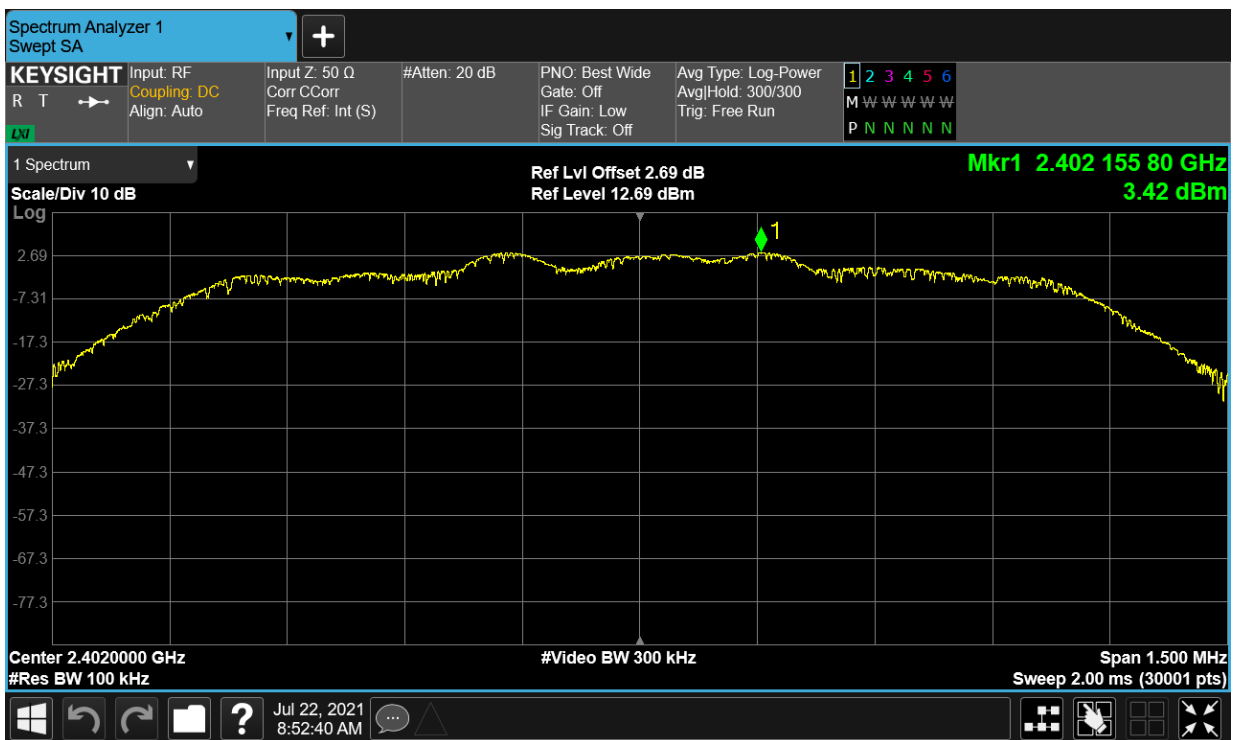 Spectrum Analyzer 1
Swept SA
+
KEYSIGHT
R T
LXI
Input: RF
Coupling: DC
Align: Auto
Input Z: 50 Ω
Corr CCorr
Freq Ref: Int (S)
#Atten: 20 dB
PNO: Best Wide
Gate: Off
IF Gain: Low
Sig Track: Off
Avg Type: Log-Power
Avg|Hold: 300/300
Trig: Free Run
1 2 3 4 5 6
M W W W W W
P N N N N N
1 Spectrum
Scale/Div 10 dB
Log
Ref Lvl Offset 2.69 dB
Ref Level 12.69 dBm
Mkr1 2.402 155 80 GHz
3.42 dBm
1
2.69
-7.31
-17.3
-27.3
-37.3
-47.3
-57.3
-67.3
-77.3
Center 2.4020000 GHz
#Res BW 100 kHz
#Video BW 300 kHz
Span 1.500 MHz
Sweep 2.00 ms (30001 pts)
?
Jul 22, 2021
8:52:40 AM